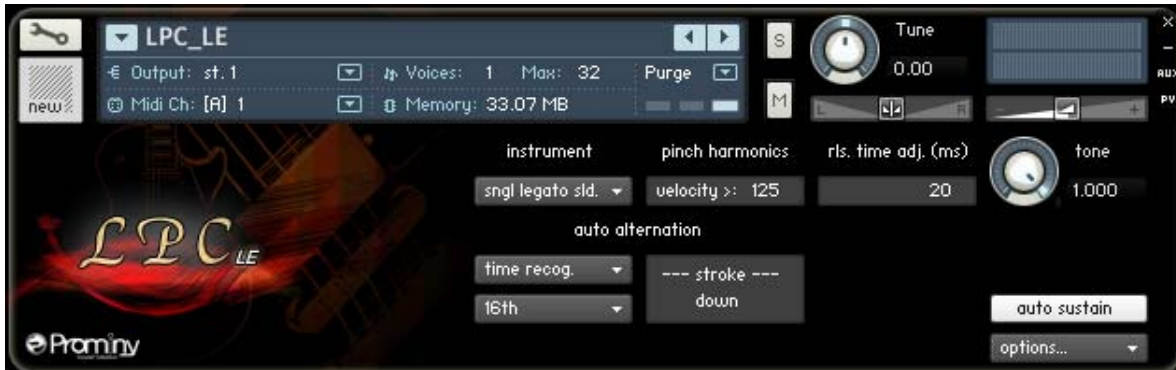 LPC_LE
S
Tune
0.00
Output: st.1
Voices: 1 Max: 32
Purge
new
Midi Ch: [A] 1
Memory: 33.07 MB
M
L
R
-
+
×
-
AUX
PV
instrument
pinch harmonics
rls. time adj. (ms)
tone
sngl legato sld.
velocity >: 125
20
1.000
auto alternation
time recog.
--- stroke ---
down
16th
LPC LE
auto sustain
Prominy
options...